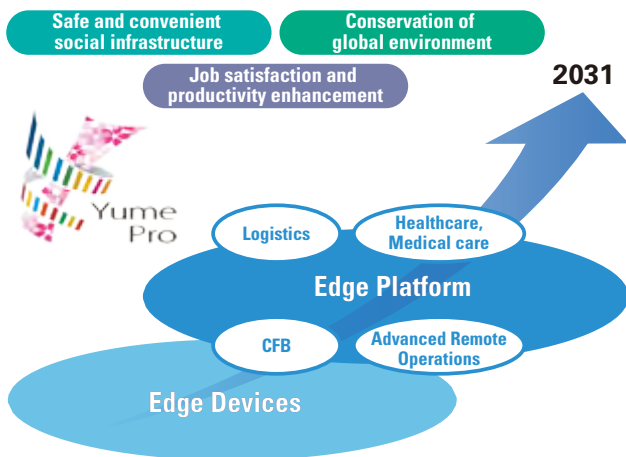 Safe and convenient
social infrastructure
Conservation of
global environment
Job satisfaction and
productivity enhancement
2031
Yume
Pro
Logistics
Healthcare,
Medical care
Edge Platform
CFB
Advanced Remote
Operations
Edge Devices